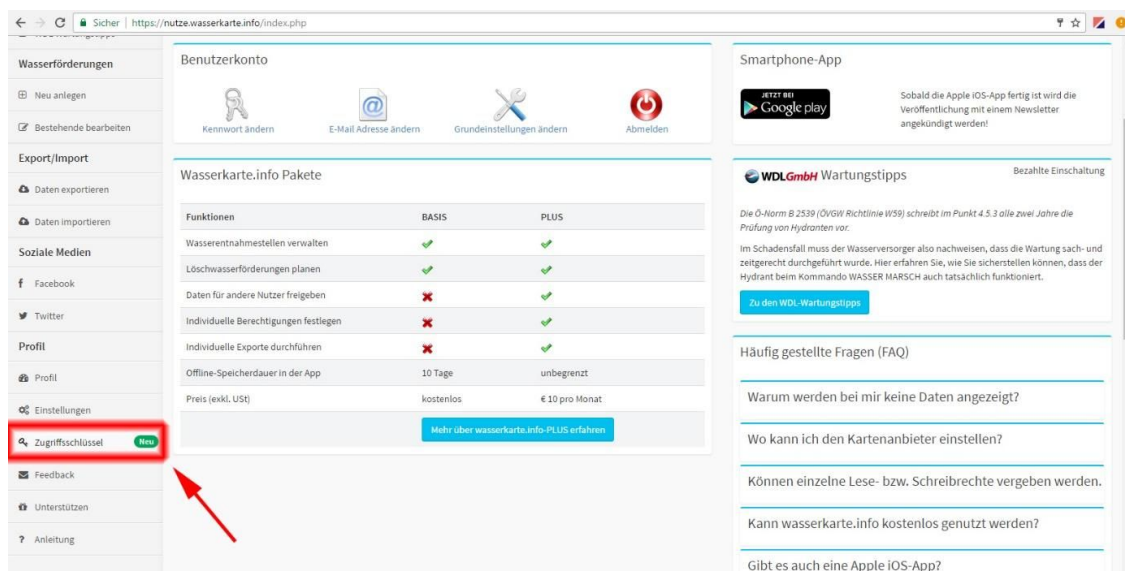 Sicher | https://nutze.wasserkarte.info/index.php
Wasserförderungen
Neu anlegen
Bestehende bearbeiten
Export/Import
Daten exportieren
Daten importieren
Soziale Medien
Facebook
Twitter
Profil
Profil
Einstellungen
Zugriffsschlüssel Neu
Feedback
Unterstützen
Anleitung
Benutzerkonto
Kennwort ändern
E-Mail Adresse ändern
Grundeinstellungen ändern
Abmelden
Wasserkarte.info Pakete
Funktionen BASIS PLUS
Wasserentnahmestellen verwalten
Löschwasserförderungen planen
Daten für andere Nutzer freigeben
Individuelle Berechtigungen festlegen
Individuelle Exporte durchführen
Offline-Speicherdauer in der App 10 Tage unbegrenzt
Preis (exkl. USt) kostenlos € 10 pro Monat
Mehr über wasserkarte.info-PLUS erfahren
Smartphone-App
JETZT BEI
Google play
Sobald die Apple iOS-App fertig ist wird die
Veröffentlichung mit einem Newsletter
angekündigt werden!
WDLGmbH Wartungstipps
Bezahlte Einschaltung
Die Ö-Norm B 2539 (ÖVGW Richtlinie W59) schreibt im Punkt 4.5.3 alle zwei Jahre die
Prüfung von Hydranten vor.
Im Schadensfall muss der Wasserversorger also nachweisen, dass die Wartung sach- und
zeitgerecht durchgeführt wurde. Hier erfahren Sie, wie Sie sicherstellen können, dass der
Hydrant beim Kommando WASSER MARSCH auch tatsächlich funktioniert.
Zu den WDL-Wartungstipps
Häufig gestellte Fragen (FAQ)
Warum werden bei mir keine Daten angezeigt?
Wo kann ich den Kartenanbieter einstellen?
Können einzelne Lese- bzw. Schreibrechte vergeben werden.
Kann wasserkarte.info kostenlos genutzt werden?
Gibt es auch eine Apple iOS-App?